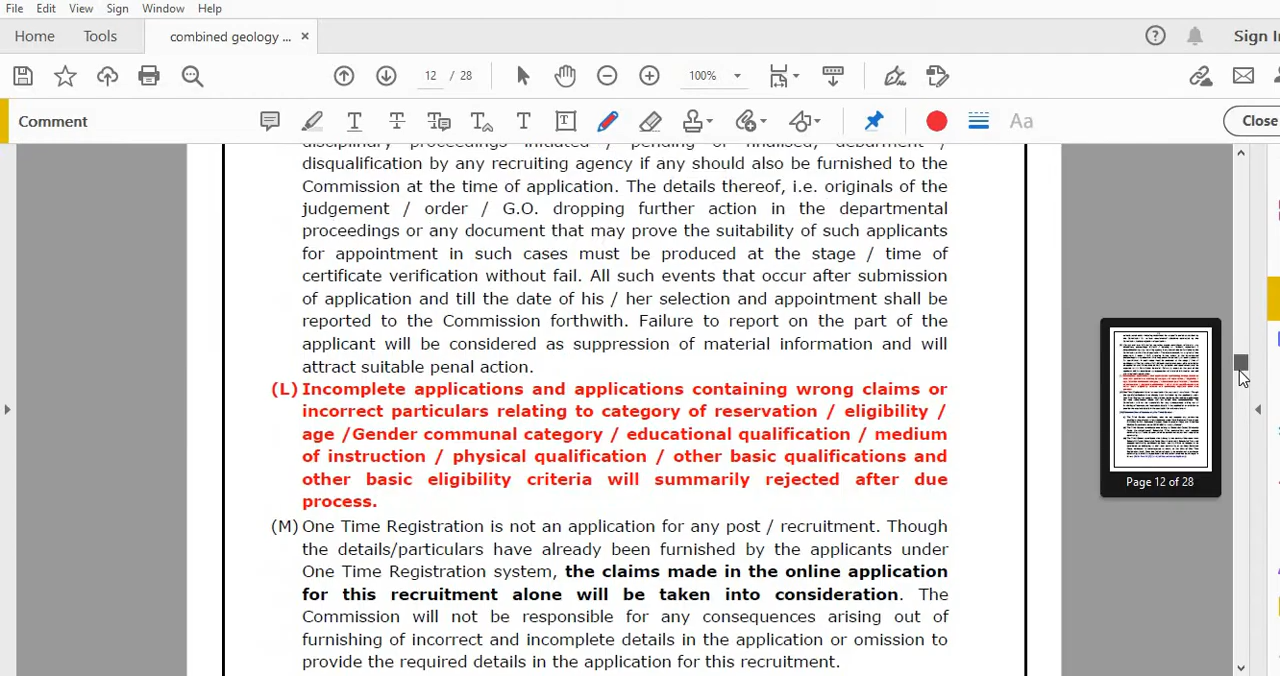 File Edit View Sign Window Help
Home Tools combined geology ... ×
Sign In
12 / 28 100%
Comment Aa Close
disciplinary proceedings initiated / pending or finalised, debarment /
disqualification by any recruiting agency if any should also be furnished to the
Commission at the time of application. The details thereof, i.e. originals of the
judgement / order / G.O. dropping further action in the departmental
proceedings or any document that may prove the suitability of such applicants
for appointment in such cases must be produced at the stage / time of
certificate verification without fail. All such events that occur after submission
of application and till the date of his / her selection and appointment shall be
reported to the Commission forthwith. Failure to report on the part of the
applicant will be considered as suppression of material information and will
attract suitable penal action.
(L) Incomplete applications and applications containing wrong claims or
incorrect particulars relating to category of reservation / eligibility /
age /Gender communal category / educational qualification / medium
of instruction / physical qualification / other basic qualifications and
other basic eligibility criteria will summarily rejected after due
process.
(M) One Time Registration is not an application for any post / recruitment. Though
the details/particulars have already been furnished by the applicants under
One Time Registration system, the claims made in the online application
for this recruitment alone will be taken into consideration. The
Commission will not be responsible for any consequences arising out of
furnishing of incorrect and incomplete details in the application or omission to
provide the required details in the application for this recruitment.
Page 12 of 28